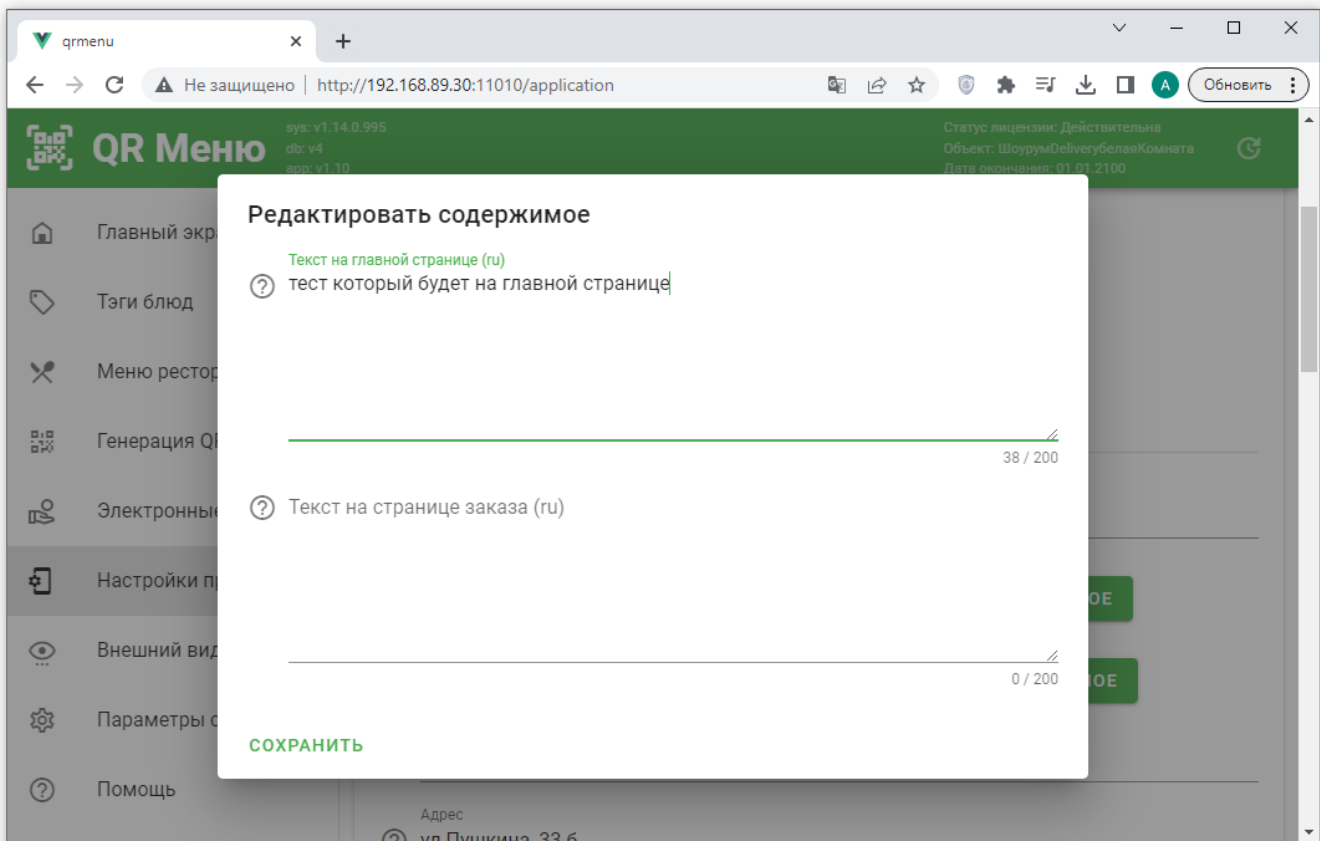 qrmenu
Не защищено | http://192.168.89.30:11010/application
A
Обновить
QR Меню
sys: v1.14.0.995
db: v4
app: v1.10
Статус лицензии: Действительна
Объект: ШоурумDeliveryбелаяКомната
Дата окончания: 01.01.2100
Главный экр
Тэги блюд
Меню рестор
Генерация QR
Электронные
Настройки п
Внешний вид
Параметры с
Помощь
Редактировать содержимое
Текст на главной странице (ru)
тест который будет на главной странице
38 / 200
Текст на странице заказа (ru)
0 / 200
СОХРАНИТЬ
ОЕ
ОЕ
Адрес
ул Пушкина, 33 б